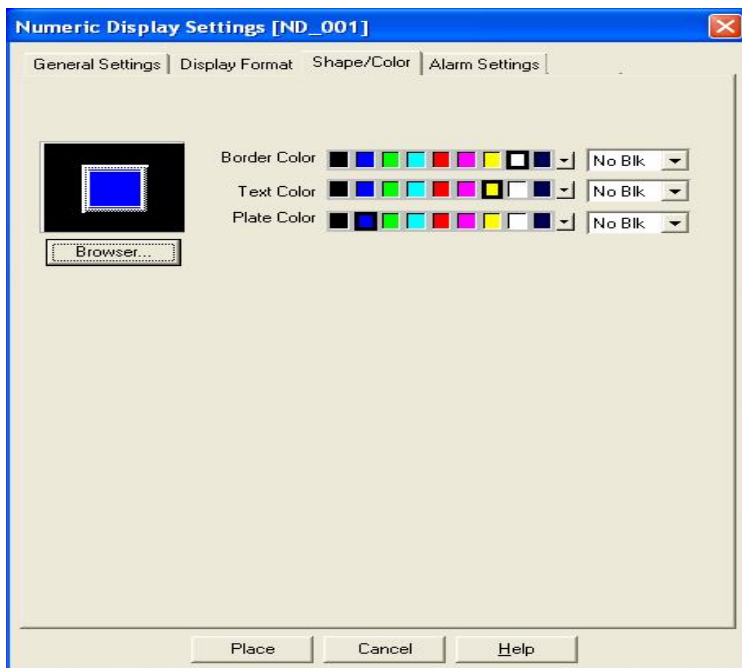 Numeric Display Settings [ND_001]
General Settings Display Format Shape/Color Alarm Settings
Border Color No Blk
Text Color No Blk
Plate Color No Blk
Browser...
Place Cancel Help